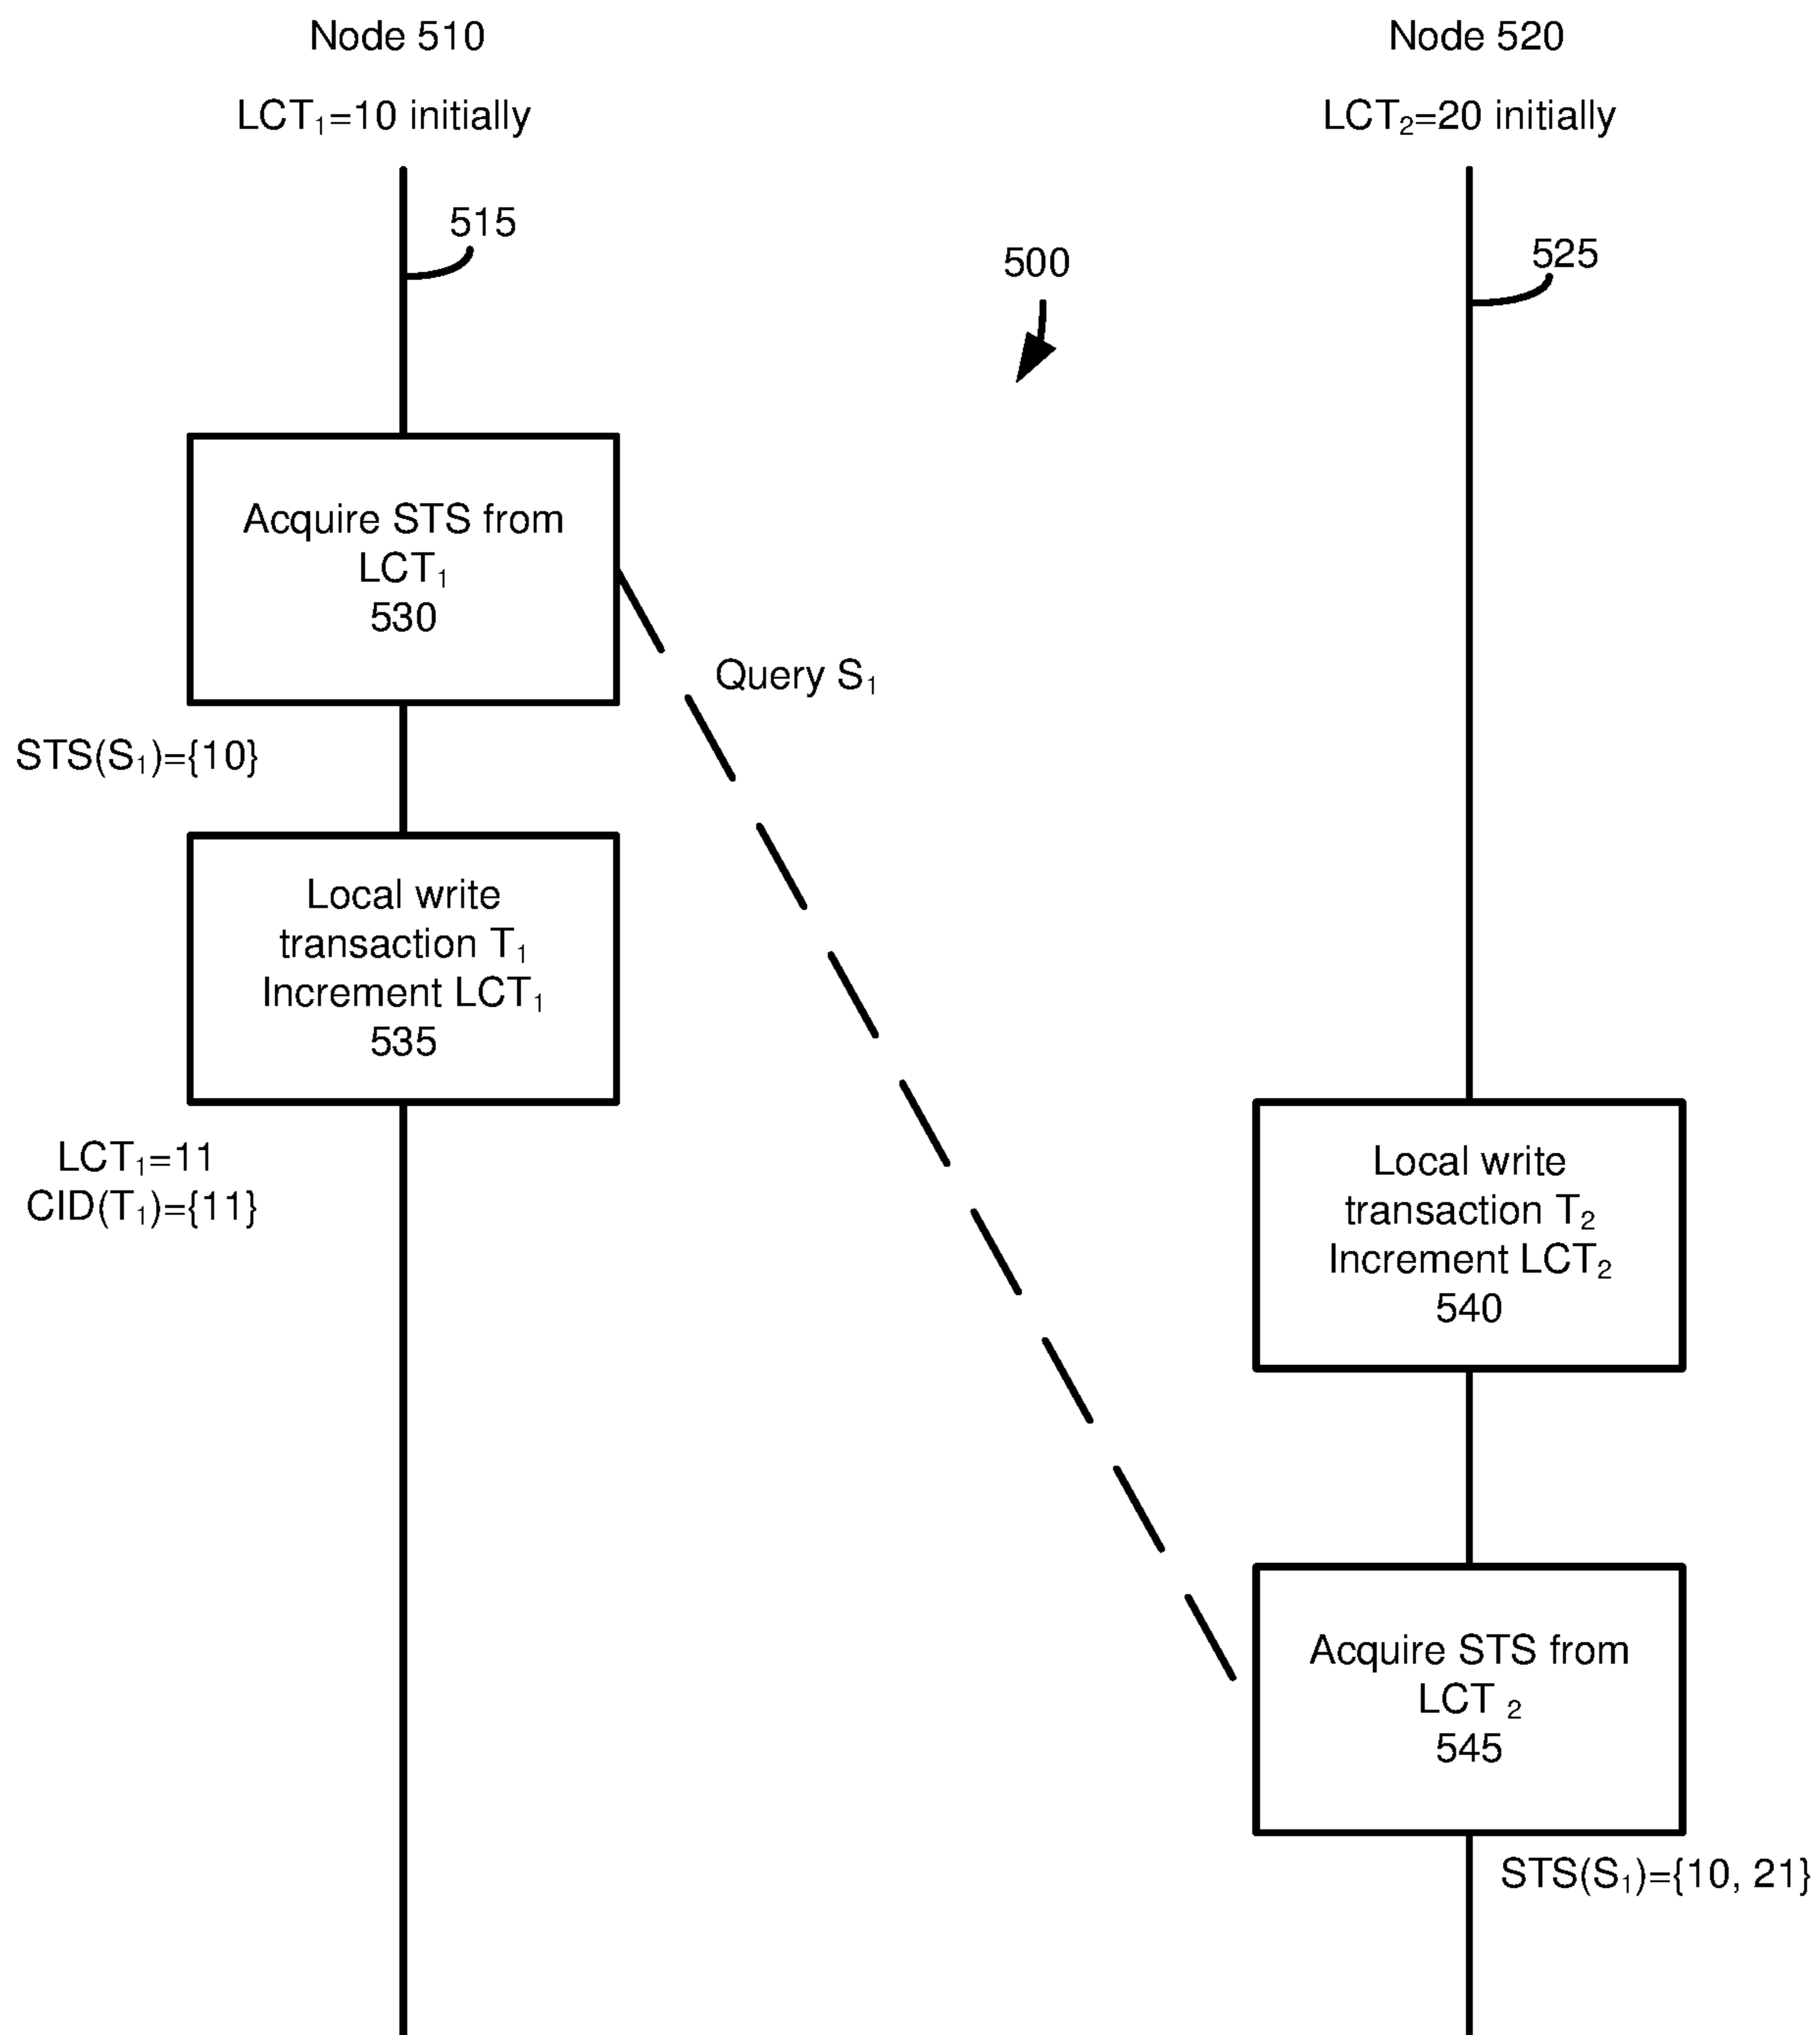 Node 510
Node 520
LCT₁=10 initially
LCT₂=20 initially
515
500
525
Acquire STS from
LCT₁
530
Query S₁
STS(S₁)={10}
Local write
transaction T₁
Increment LCT₁
535
LCT₁=11
CID(T₁)={11}
Local write
transaction T₂
Increment LCT₂
540
Acquire STS from
LCT ₂
545
STS(S₁)={10, 21}